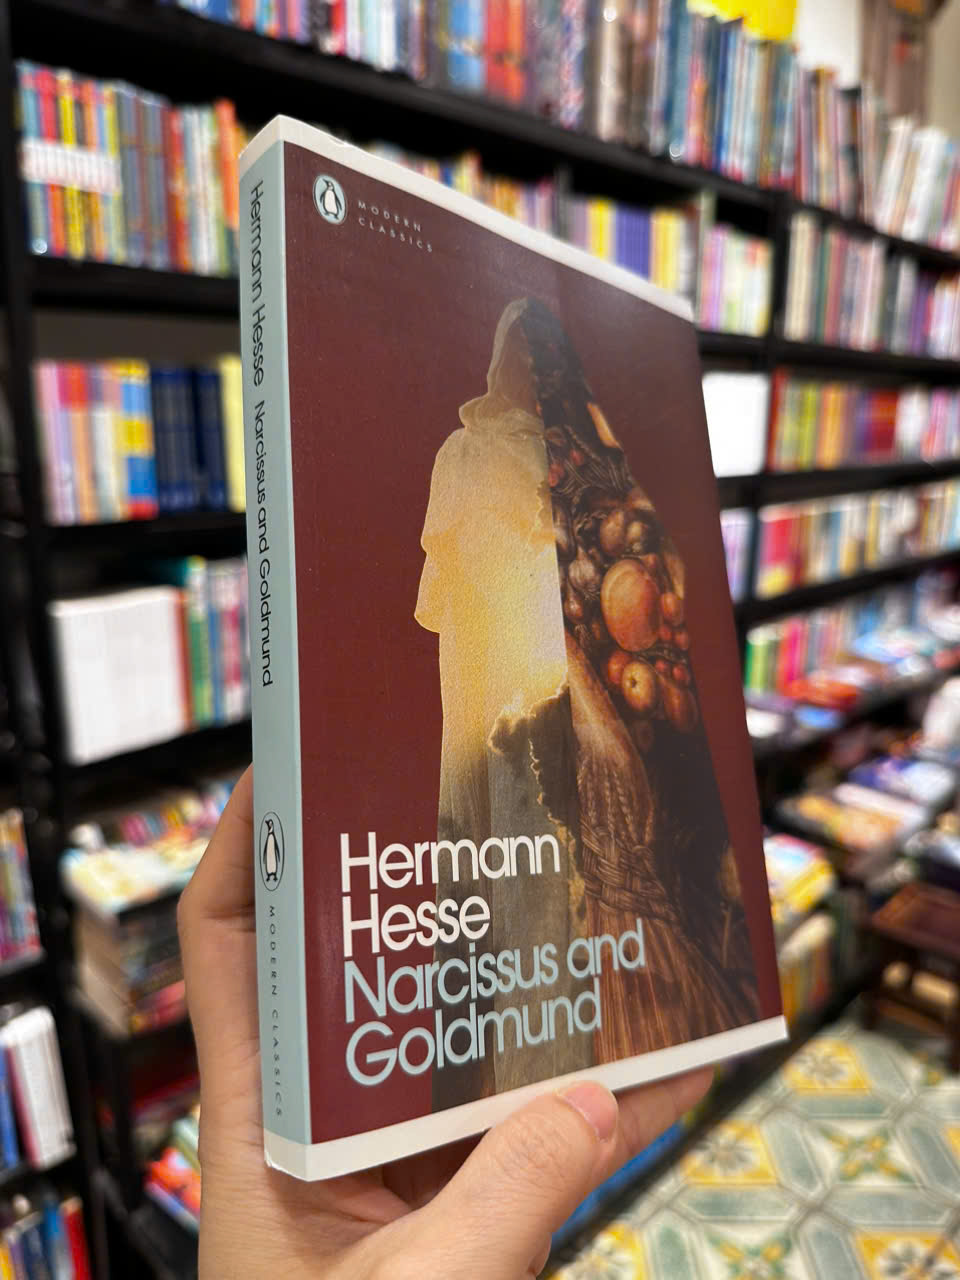 MODERN
CLASSICS
Hermann
Hesse
Narcissus and
Goldmund
Hermann Hesse Narcissus and Goldmund
MODERN CLASSICS